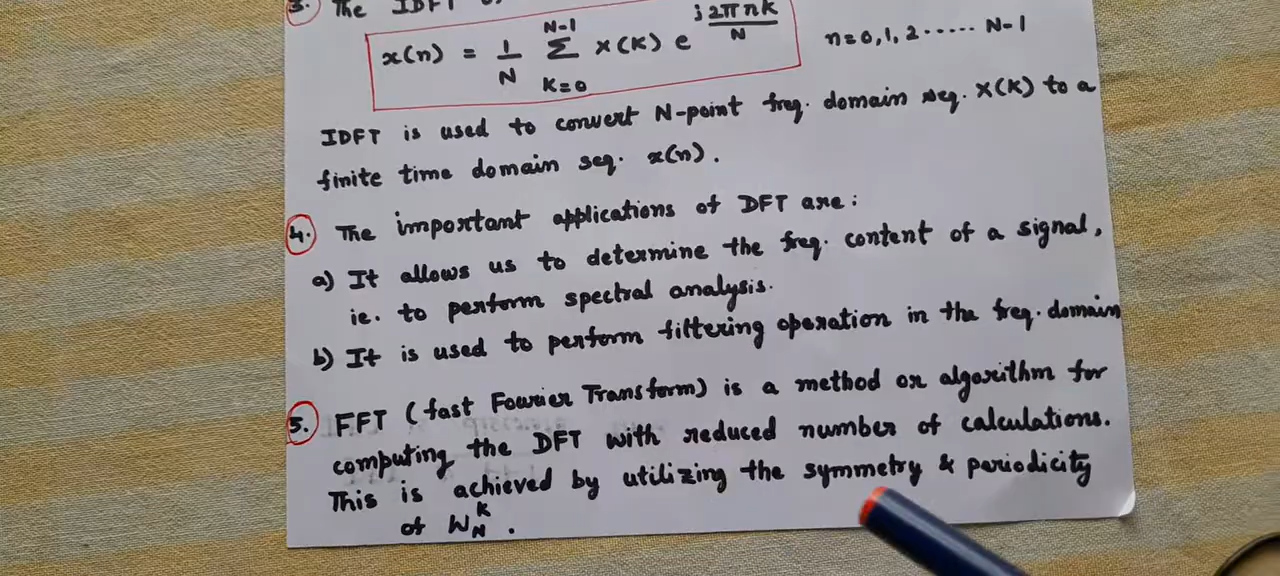 3. The IDFT
x(n) = 1/N Σ_{K=0}^{N-1} X(K) e^{j2πnk/N} n=0,1,2 ..... N-1
IDFT is used to convert N-point freq. domain seq. X(K) to a
finite time domain seq. x(n).
4. The important applications of DFT are:
a) It allows us to determine the freq. content of a signal,
ie. to perform spectral analysis.
b) It is used to perform filtering operation in the freq. domain
5. FFT (fast Fourier Transform) is a method or algorithm for
computing the DFT with reduced number of calculations.
This is achieved by utilizing the symmetry & periodicity
of W_N^K.